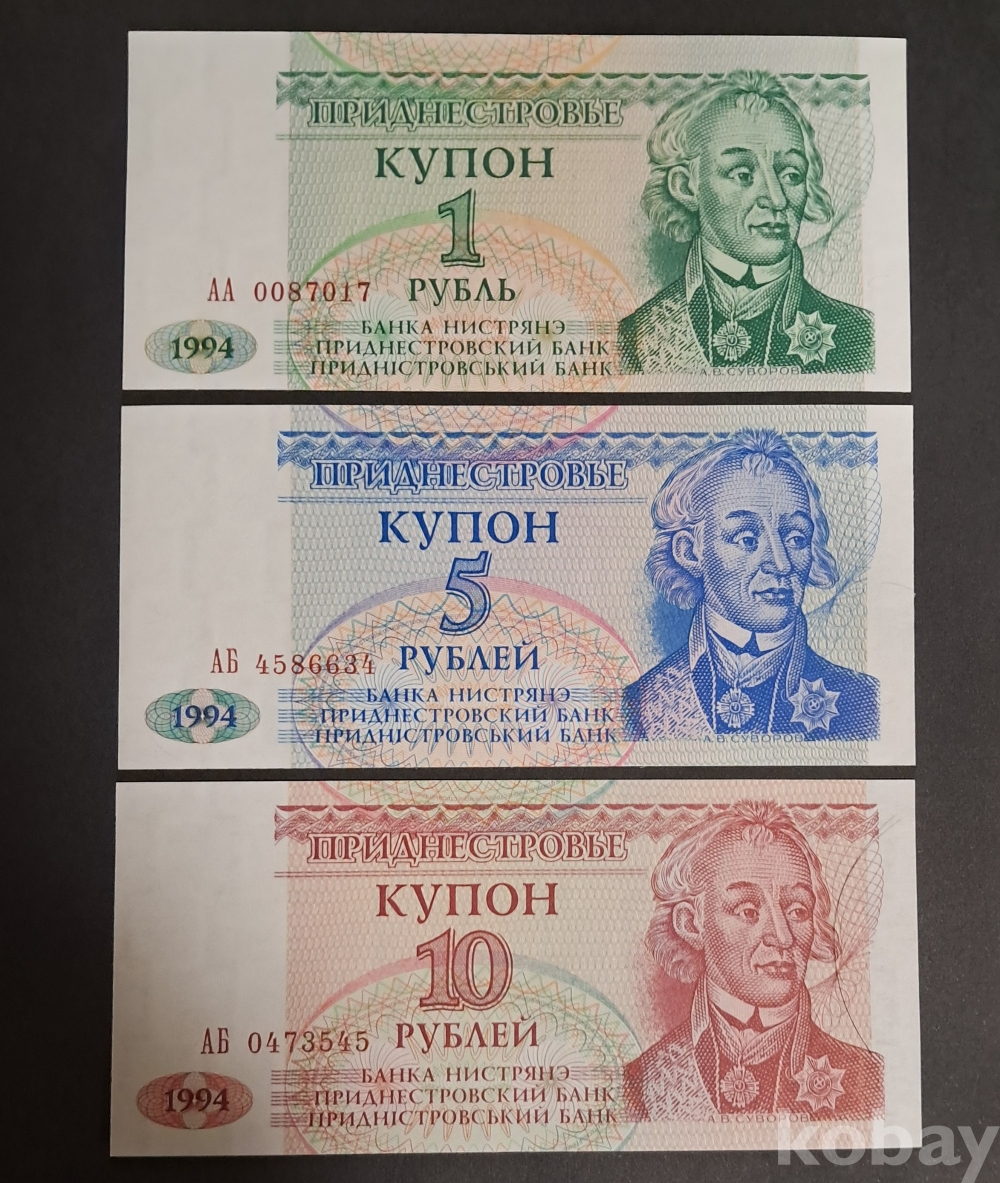 ПРИДНЕСТРОВЬЕ
КУПОН
1
РУБЛЬ
АА 0087017
БАНКА НИСТРЯНЭ
ПРИДНЕСТРОВСКИЙ БАНК
ПРИДНІСТРОВСЬКИЙ БАНК
1994
А.В.СУВОРОВ
ПРИДНЕСТРОВЬЕ
КУПОН
5
РУБЛЕЙ
АБ 4586634
БАНКА НИСТРЯНЭ
ПРИДНЕСТРОВСКИЙ БАНК
ПРИДНІСТРОВСЬКИЙ БАНК
1994
А.В.СУВОРОВ
ПРИДНЕСТРОВЬЕ
КУПОН
10
РУБЛЕЙ
АБ 0473545
БАНКА НИСТРЯНЭ
ПРИДНЕСТРОВСКИЙ БАНК
ПРИДНІСТРОВСЬКИЙ БАНК
1994
А.В.СУВОРОВ
kobay